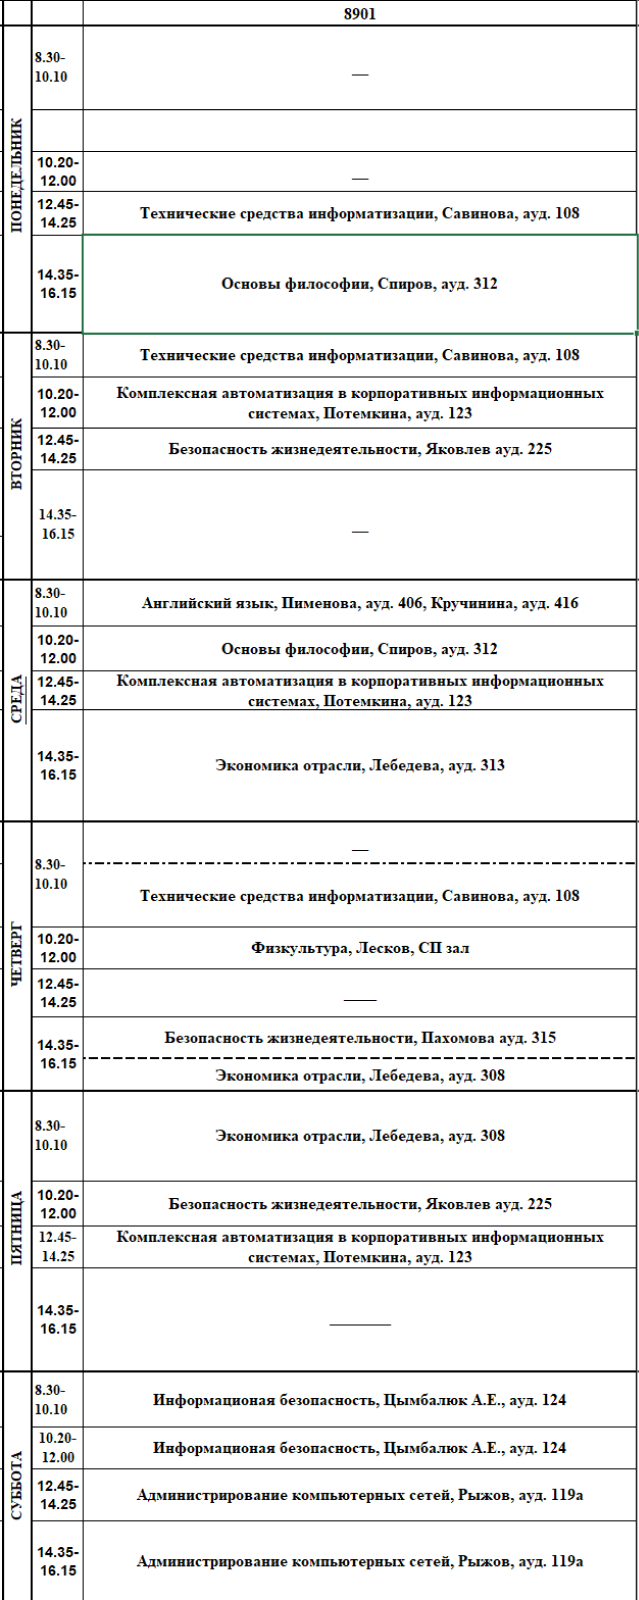 8901
ПОНЕДЕЛЬНИК
8.30-
10.10
—
10.20-
12.00
—
12.45-
14.25
Технические средства информатизации, Савинова, ауд. 108
14.35-
16.15
Основы философии, Спиров, ауд. 312
ВТОРНИК
8.30-
10.10
Технические средства информатизации, Савинова, ауд. 108
10.20-
12.00
Комплексная автоматизация в корпоративных информационных
системах, Потемкина, ауд. 123
12.45-
14.25
Безопасность жизнедеятельности, Яковлев ауд. 225
14.35-
16.15
—
СРЕДА
8.30-
10.10
Английский язык, Пименова, ауд. 406, Кручинина, ауд. 416
10.20-
12.00
Основы философии, Спиров, ауд. 312
12.45-
14.25
Комплексная автоматизация в корпоративных информационных
системах, Потемкина, ауд. 123
14.35-
16.15
Экономика отрасли, Лебедева, ауд. 313
ЧЕТВЕРГ
8.30-
10.10
—
Технические средства информатизации, Савинова, ауд. 108
10.20-
12.00
Физкультура, Лесков, СП зал
12.45-
14.25
——
14.35-
16.15
Безопасность жизнедеятельности, Пахомова ауд. 315
Экономика отрасли, Лебедева, ауд. 308
ПЯТНИЦА
8.30-
10.10
Экономика отрасли, Лебедева, ауд. 308
10.20-
12.00
Безопасность жизнедеятельности, Яковлев ауд. 225
12.45-
14.25
Комплексная автоматизация в корпоративных информационных
системах, Потемкина, ауд. 123
14.35-
16.15
————
СУББОТА
8.30-
10.10
Информационая безопасность, Цымбалюк А.Е., ауд. 124
10.20-
12.00
Информационая безопасность, Цымбалюк А.Е., ауд. 124
12.45-
14.25
Администрирование компьютерных сетей, Рыжов, ауд. 119а
14.35-
16.15
Администрирование компьютерных сетей, Рыжов, ауд. 119а